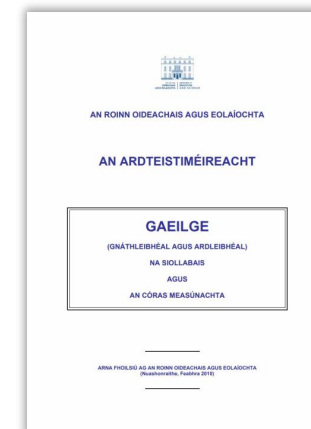 AN ROINN OIDEACHAIS AGUS EOLAÍOCHTA
AN ARDTEISTIMÉIREACHT
GAEILGE
(GNÁTHLEIBHÉAL AGUS ARDLEIBHÉAL)
NA SIOLLABAIS
AGUS
AN CÓRAS MEASÚNACHTA
ARNA FHOILSIÚ AG AN ROINN OIDEACHAIS AGUS EOLAÍOCHTA
(Nuashonraithe, Feabhra 2010)